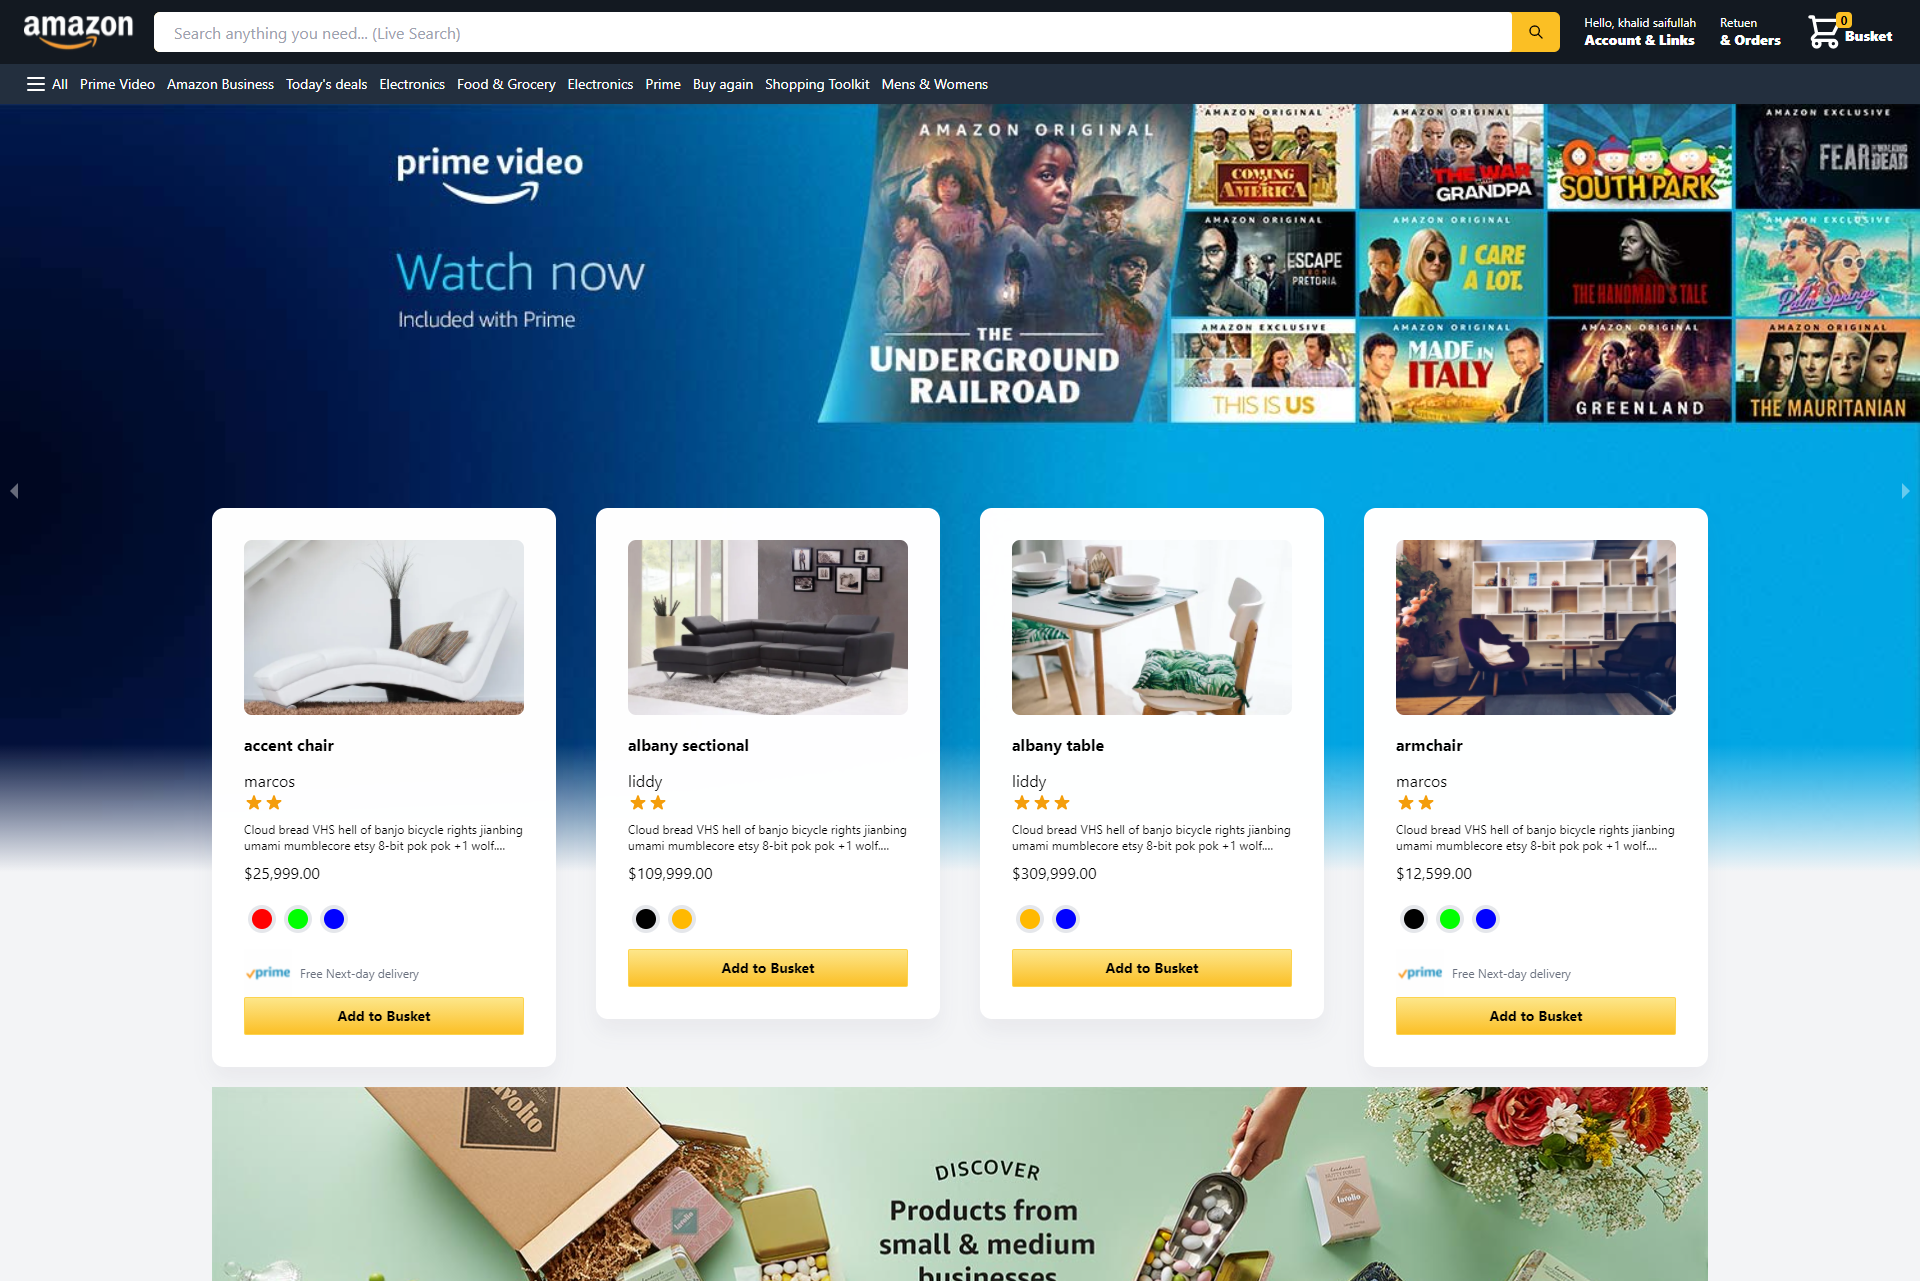 amazon
Search anything you need... (Live Search)
Hello, khalid saifullah
Account & Links
Retuen
& Orders
0
Busket
All Prime Video Amazon Business Today's deals Electronics Food & Grocery Electronics Prime Buy again Shopping Toolkit Mens & Womens
prime video
Watch now
Included with Prime
AMAZON ORIGINAL
THE
UNDERGROUND
RAILROAD
AMAZON ORIGINAL
COMING
2
AMERICA
AMAZON ORIGINAL
THE WAR
WITH
GRANDPA
SOUTH PARK
AMAZON EXCLUSIVE
FEAR THE WALKING DEAD
AMAZON ORIGINAL
ESCAPE
FROM
PRETORIA
AMAZON ORIGINAL
I CARE
A LOT.
THE HANDMAID'S TALE
AMAZON EXCLUSIVE
Palm Springs
AMAZON EXCLUSIVE
THIS IS US
AMAZON ORIGINAL
MADE IN
ITALY
AMAZON ORIGINAL
GREENLAND
AMAZON ORIGINAL
THE MAURITANIAN
accent chair
marcos
Cloud bread VHS hell of banjo bicycle rights jianbing
umami mumblecore etsy 8-bit pok pok +1 wolf....
$25,999.00
prime Free Next-day delivery
Add to Busket
albany sectional
liddy
Cloud bread VHS hell of banjo bicycle rights jianbing
umami mumblecore etsy 8-bit pok pok +1 wolf....
$109,999.00
Add to Busket
albany table
liddy
Cloud bread VHS hell of banjo bicycle rights jianbing
umami mumblecore etsy 8-bit pok pok +1 wolf....
$309,999.00
Add to Busket
armchair
marcos
Cloud bread VHS hell of banjo bicycle rights jianbing
umami mumblecore etsy 8-bit pok pok +1 wolf....
$12,599.00
prime Free Next-day delivery
Add to Busket
lavolio
DISCOVER
Products from
small & medium
businesses
lavolio